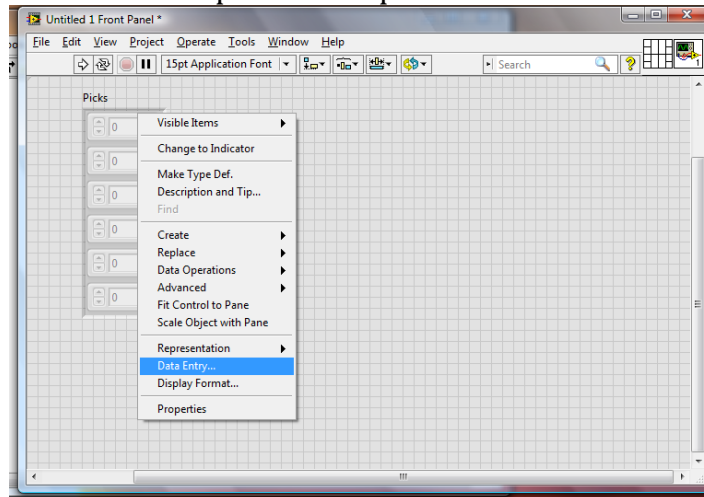 Untitled 1 Front Panel *
File Edit View Project Operate Tools Window Help
15pt Application Font
Search
?
1
Picks
0
0
0
0
0
0
Visible Items
Change to Indicator
Make Type Def.
Description and Tip...
Find
Create
Replace
Data Operations
Advanced
Fit Control to Pane
Scale Object with Pane
Representation
Data Entry...
Display Format...
Properties